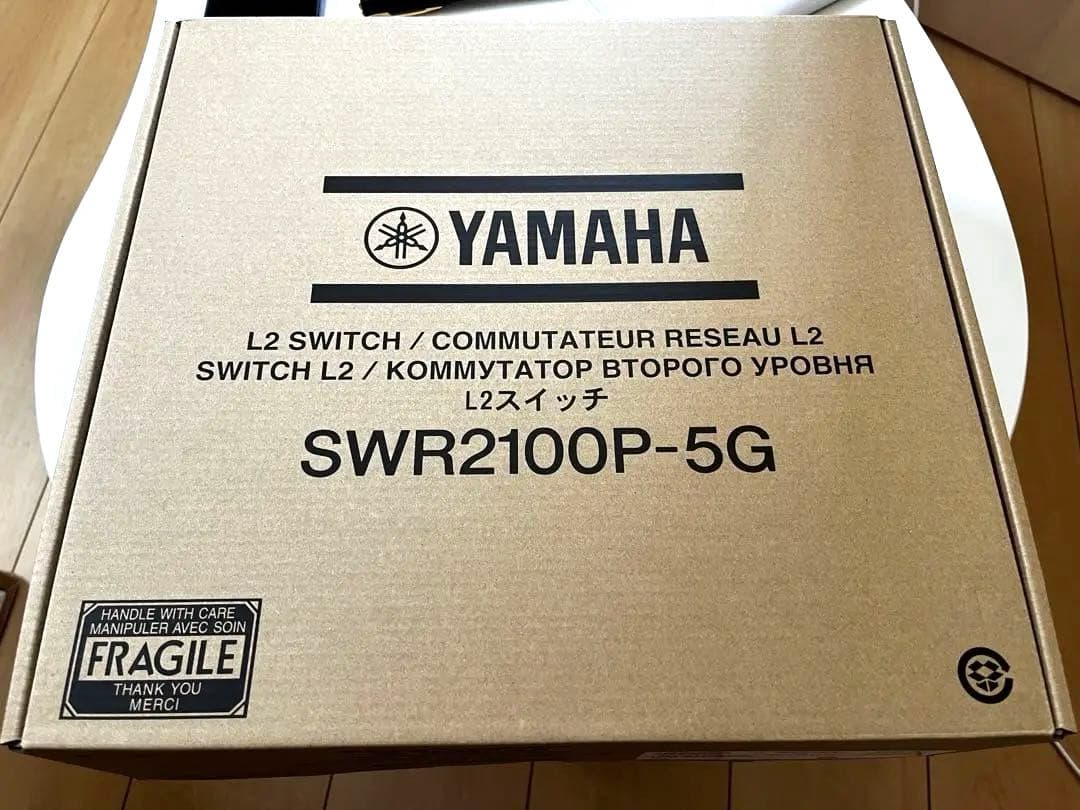 YAMAHA
L2 SWITCH / COMMUTATEUR RESEAU L2
SWITCH L2 / КОММУТАТОР ВТОРОГО УРОВНЯ
L2スイッチ
SWR2100P-5G
HANDLE WITH CARE
MANIPULER AVEC SOIN
FRAGILE
THANK YOU
MERCI